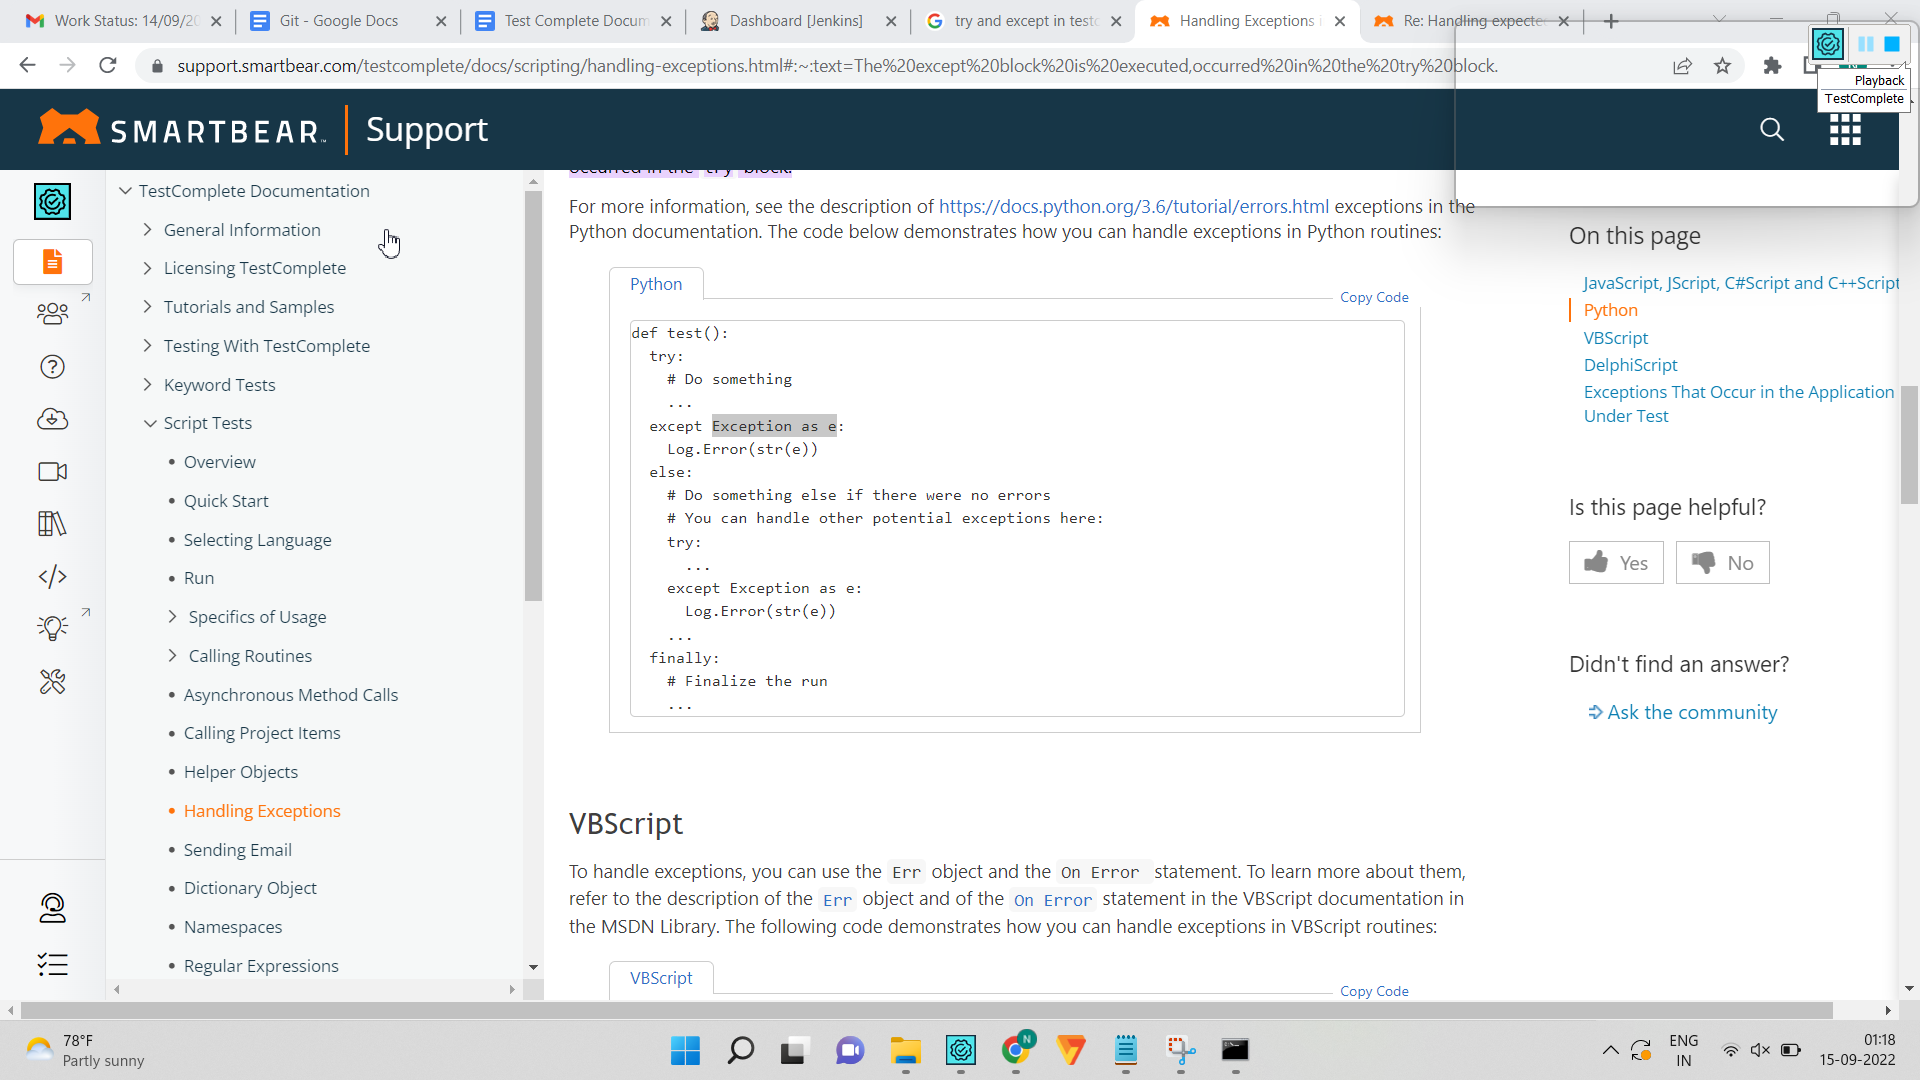 Work Status: 14/09/20
Git - Google Docs
Test Complete Docum
Dashboard [Jenkins]
try and except in testc
Handling Exceptions i
Re: Handling expecte
support.smartbear.com/testcomplete/docs/scripting/handling-exceptions.html#:~:text=The%20except%20block%20is%20executed,occurred%20in%20the%20try%20block.
Playback
TestComplete
SMARTBEAR
Support
TestComplete Documentation
General Information
Licensing TestComplete
Tutorials and Samples
Testing With TestComplete
Keyword Tests
Script Tests
Overview
Quick Start
Selecting Language
Run
Specifics of Usage
Calling Routines
Asynchronous Method Calls
Calling Project Items
Helper Objects
Handling Exceptions
Sending Email
Dictionary Object
Namespaces
Regular Expressions
occurred in the try block.
For more information, see the description of https://docs.python.org/3.6/tutorial/errors.html exceptions in the
Python documentation. The code below demonstrates how you can handle exceptions in Python routines:
Python
Copy Code
def test():
try:
# Do something
...
except Exception as e:
Log.Error(str(e))
else:
# Do something else if there were no errors
# You can handle other potential exceptions here:
try:
...
except Exception as e:
Log.Error(str(e))
...
finally:
# Finalize the run
...
VBScript
To handle exceptions, you can use the Err object and the On Error statement. To learn more about them,
refer to the description of the Err object and of the On Error statement in the VBScript documentation in
the MSDN Library. The following code demonstrates how you can handle exceptions in VBScript routines:
VBScript
Copy Code
On this page
JavaScript, JScript, C#Script and C++Script
Python
VBScript
DelphiScript
Exceptions That Occur in the Application
Under Test
Is this page helpful?
Yes
No
Didn't find an answer?
Ask the community
78°F
Partly sunny
N
ENG
IN
01:18
15-09-2022